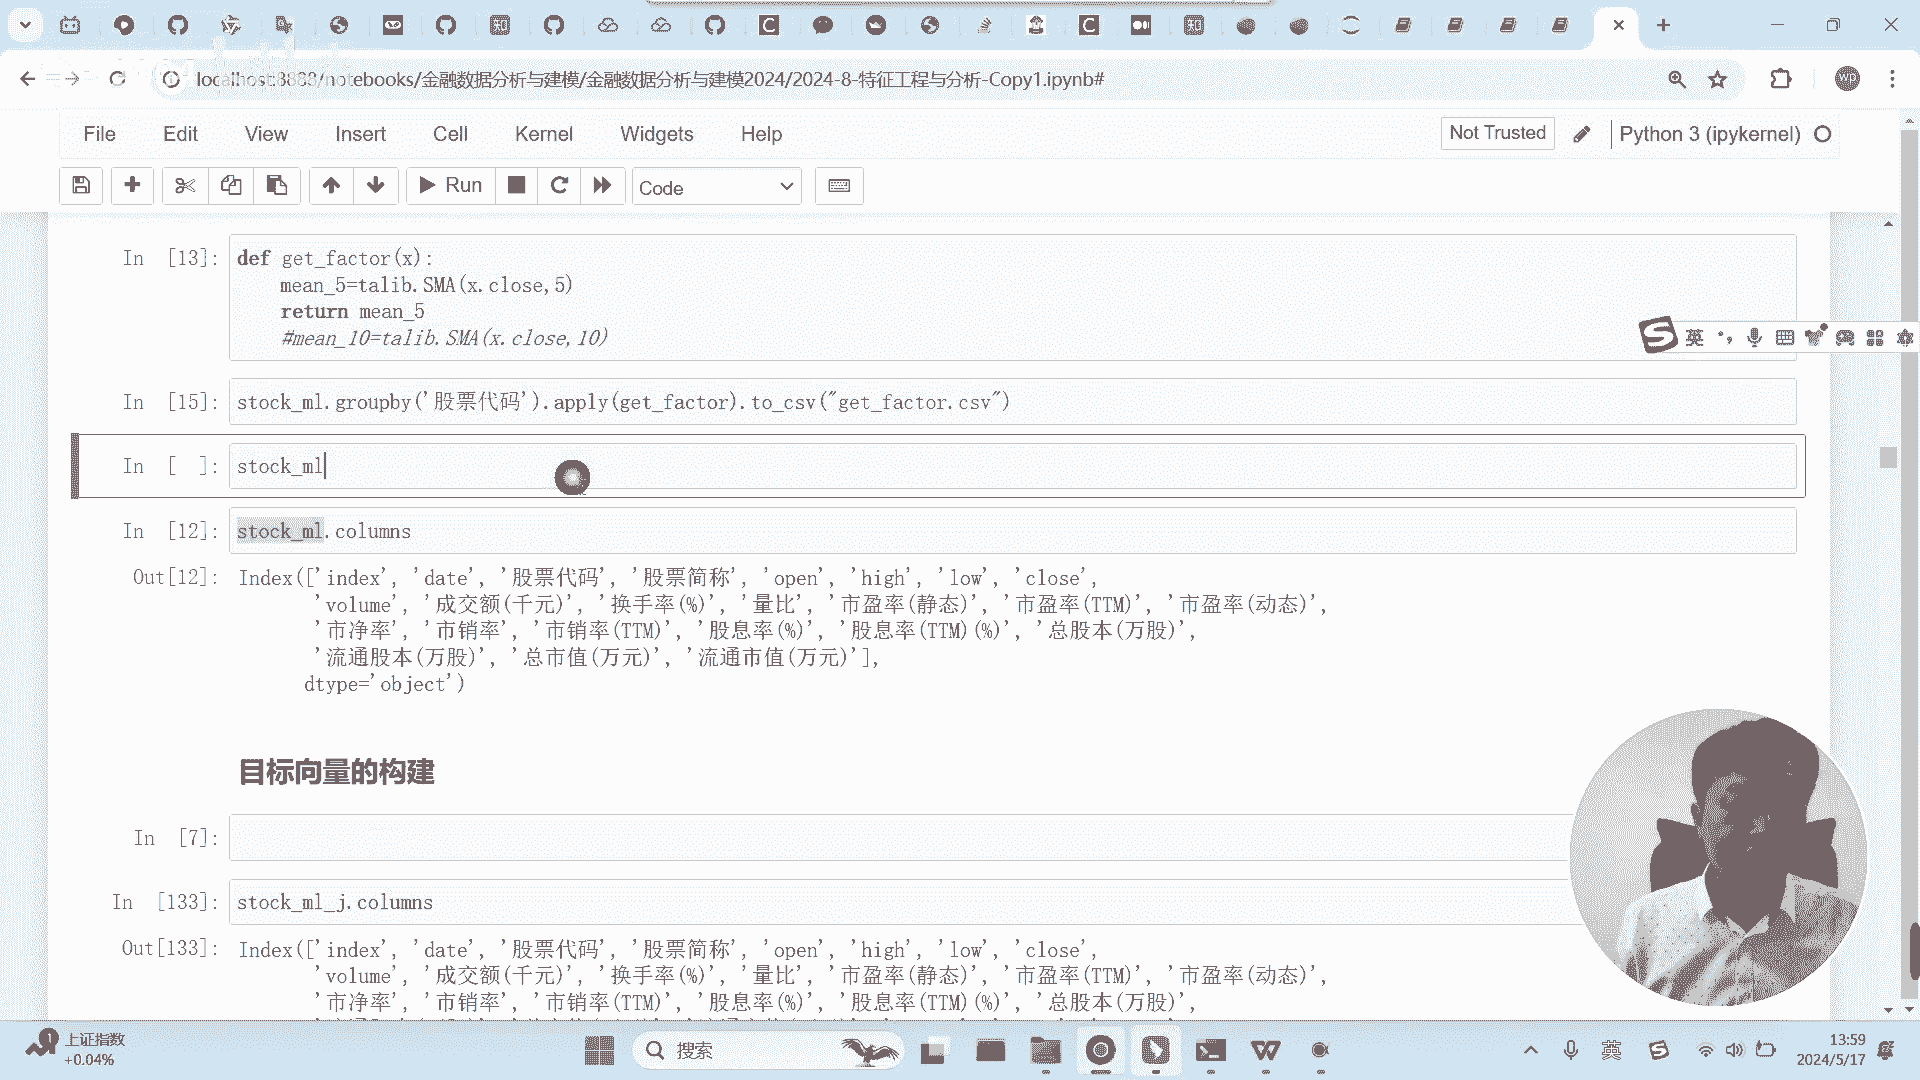 localhost:8888/notebooks/金融数据分析与建模/金融数据分析与建模2024/2024-8-特征工程与分析-Copy1.ipynb#
wp
File Edit View Insert Cell Kernel Widgets Help
Not Trusted
Python 3 (ipykernel)
Run
Code
In [13]:
def get_factor(x):
mean_5=talib.SMA(x.close,5)
return mean_5
#mean_10=talib.SMA(x.close,10)
英
In [15]:
stock_ml.groupby('股票代码').apply(get_factor).to_csv("get_factor.csv")
In [ ]:
stock_ml
In [12]:
stock_ml.columns
Out[12]:
Index(['index', 'date', '股票代码', '股票简称', 'open', 'high', 'low', 'close',
'volume', '成交额(千元)', '换手率(%)', '量比', '市盈率(静态)', '市盈率(TTM)', '市盈率(动态)',
'市净率', '市销率', '市销率(TTM)', '股息率(%)', '股息率(TTM)(%)', '总股本(万股)',
'流通股本(万股)', '总市值(万元)', '流通市值(万元)'],
dtype='object')
目标向量的构建
In [7]:
In [133]:
stock_ml_j.columns
Out[133]:
Index(['index', 'date', '股票代码', '股票简称', 'open', 'high', 'low', 'close',
'volume', '成交额(千元)', '换手率(%)', '量比', '市盈率(静态)', '市盈率(TTM)', '市盈率(动态)',
'市净率', '市销率', '市销率(TTM)', '股息率(%)', '股息率(TTM)(%)', '总股本(万股)',
1
上证指数
+0.04%
搜索
英
13:59
2024/5/17